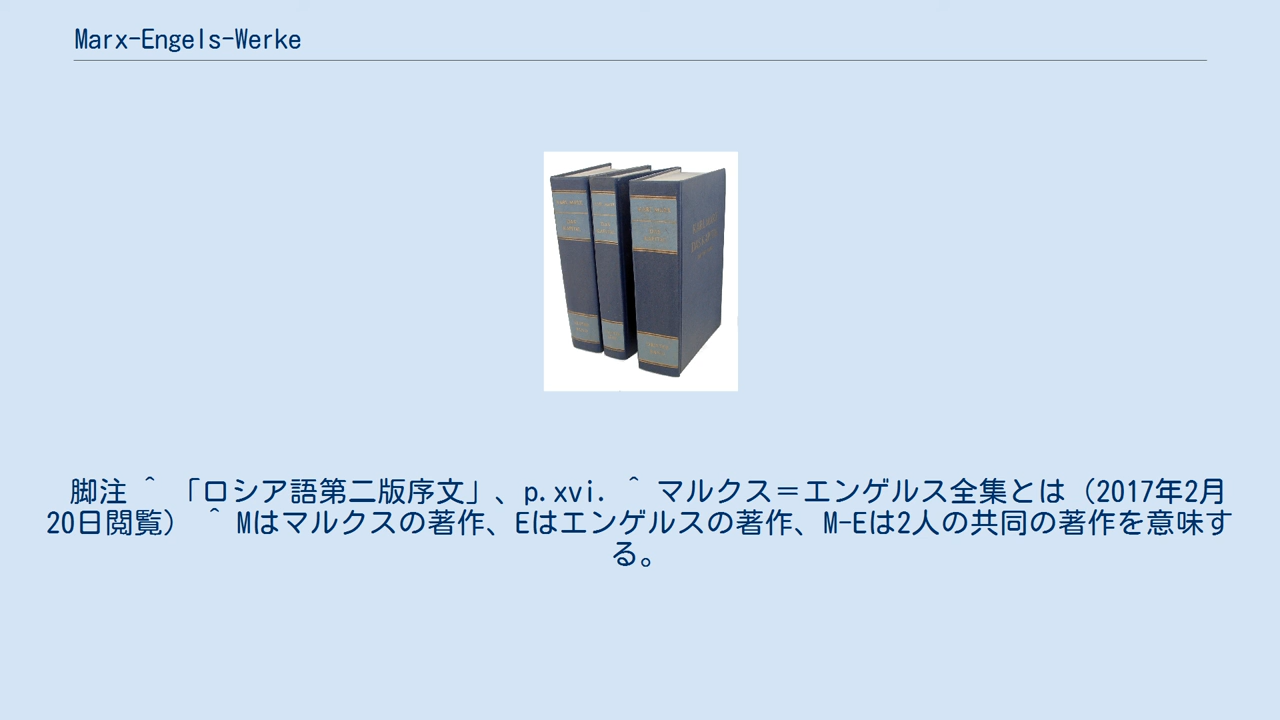 Marx-Engels-Werke
脚注 ^ 「ロシア語第二版序文」、p.xvi. ^ マルクス＝エンゲルス全集とは（2017年2月
20日閲覧） ^ Mはマルクスの著作、Eはエンゲルスの著作、M-Eは2人の共同の著作を意味す
る。